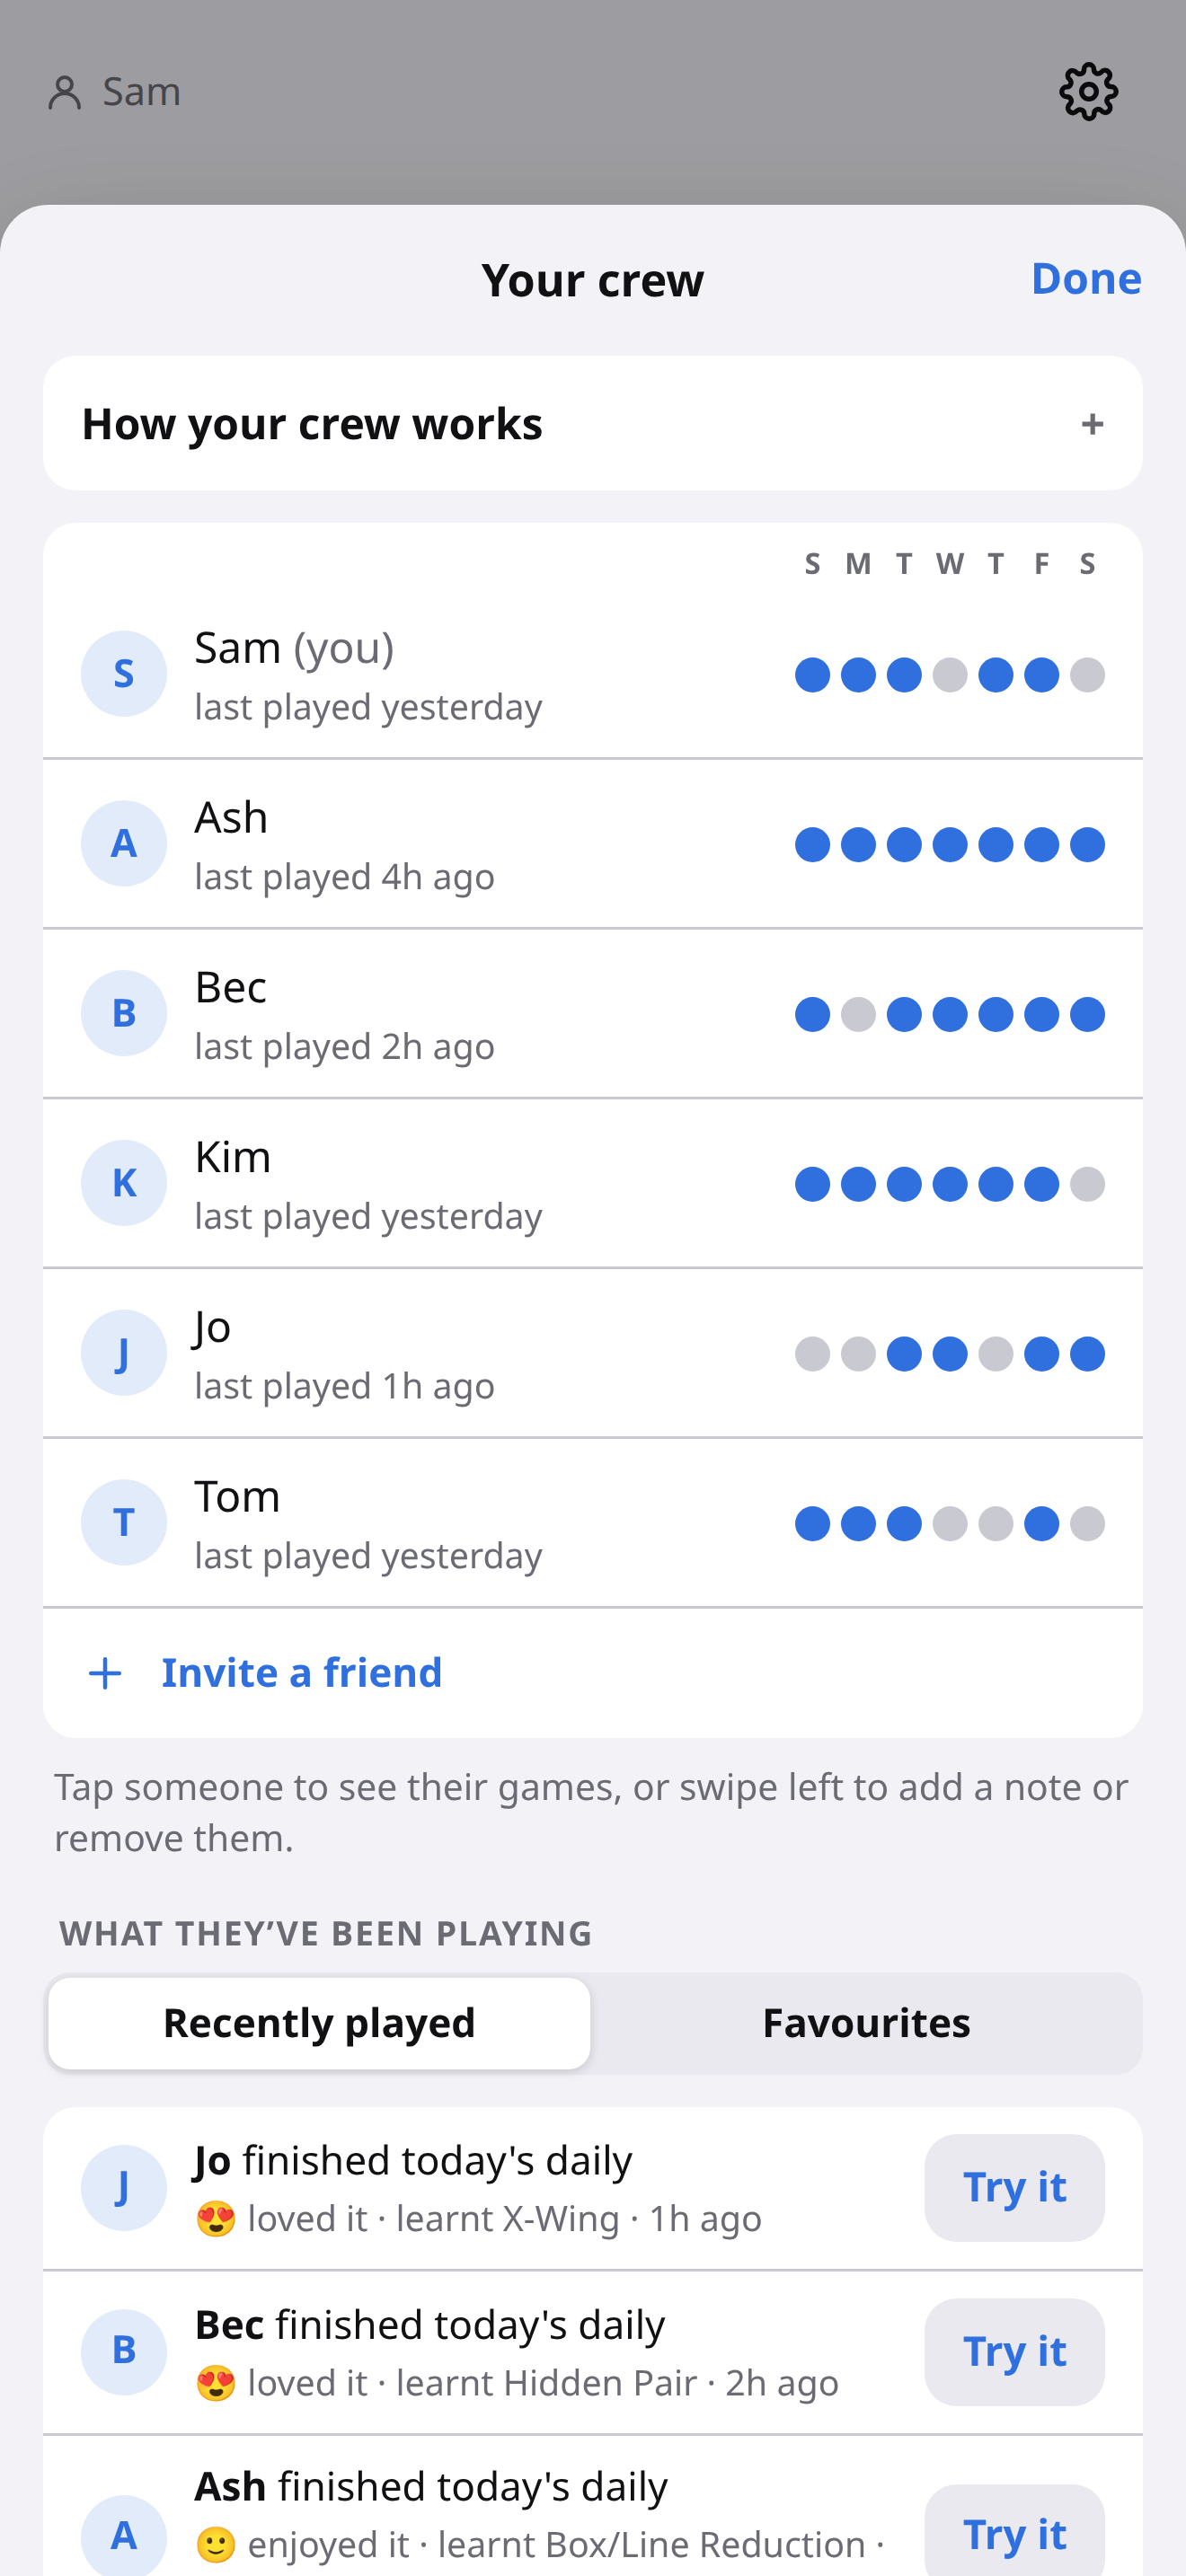 Sam
Your crew
Done
How your crew works
+
S M T W T F S
S
Sam (you)
last played yesterday
A
Ash
last played 4h ago
B
Bec
last played 2h ago
K
Kim
last played yesterday
J
Jo
last played 1h ago
T
Tom
last played yesterday
+ Invite a friend
Tap someone to see their games, or swipe left to add a note or
remove them.
WHAT THEY’VE BEEN PLAYING
Recently played
Favourites
J
Jo finished today's daily
😍 loved it · learnt X-Wing · 1h ago
Try it
B
Bec finished today's daily
😍 loved it · learnt Hidden Pair · 2h ago
Try it
A
Ash finished today's daily
🙂 enjoyed it · learnt Box/Line Reduction ·
Try it